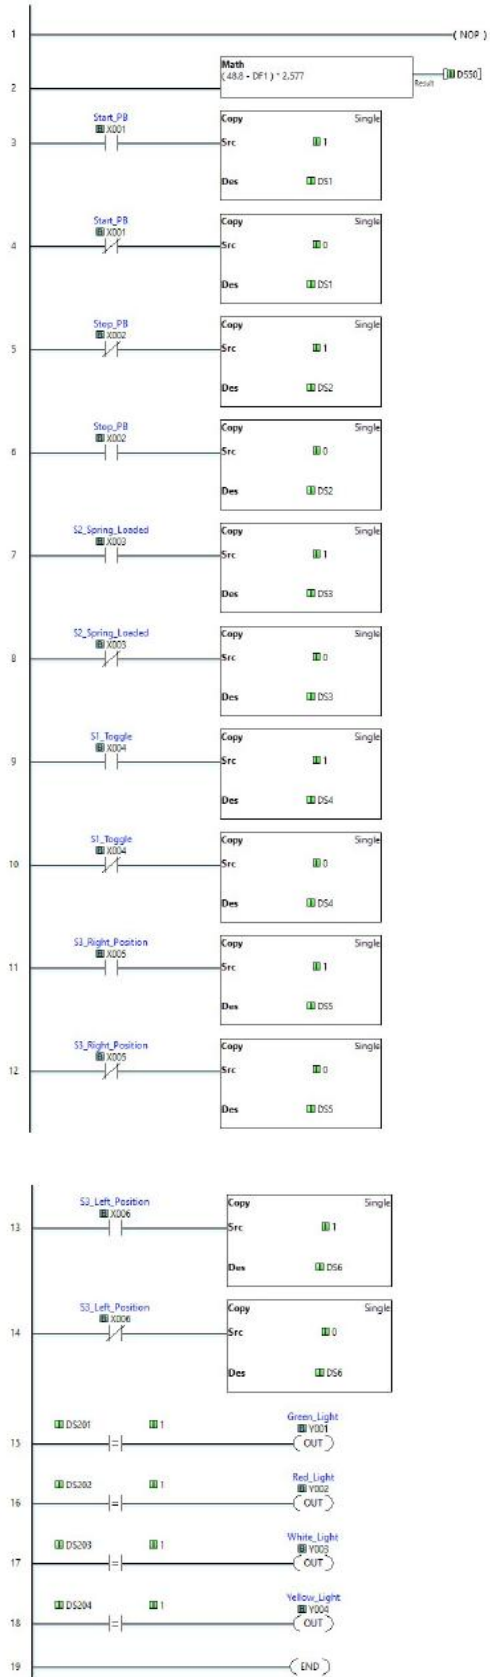 1
( NOP )
2
Math
( 48.8 - DF1 ) * 2.577
Result
DS50
3
Start_PB
X001
Copy Single
Src 1
Des DS1
4
Start_PB
X001
Copy Single
Src 0
Des DS1
5
Stop_PB
X002
Copy Single
Src 1
Des DS2
6
Stop_PB
X002
Copy Single
Src 0
Des DS2
7
S2_Spring_Loaded
X003
Copy Single
Src 1
Des DS3
8
S2_Spring_Loaded
X003
Copy Single
Src 0
Des DS3
9
S1_Toggle
X004
Copy Single
Src 1
Des DS4
10
S1_Toggle
X004
Copy Single
Src 0
Des DS4
11
S3_Right_Position
X005
Copy Single
Src 1
Des DS5
12
S3_Right_Position
X005
Copy Single
Src 0
Des DS5
13
S3_Left_Position
X006
Copy Single
Src 1
Des DS6
14
S3_Left_Position
X006
Copy Single
Src 0
Des DS6
15
DS201 = 1
Green_Light
Y001
( OUT )
16
DS202 = 1
Red_Light
Y002
( OUT )
17
DS203 = 1
White_Light
Y003
( OUT )
18
DS204 = 1
Yellow_Light
Y004
( OUT )
19
( END )